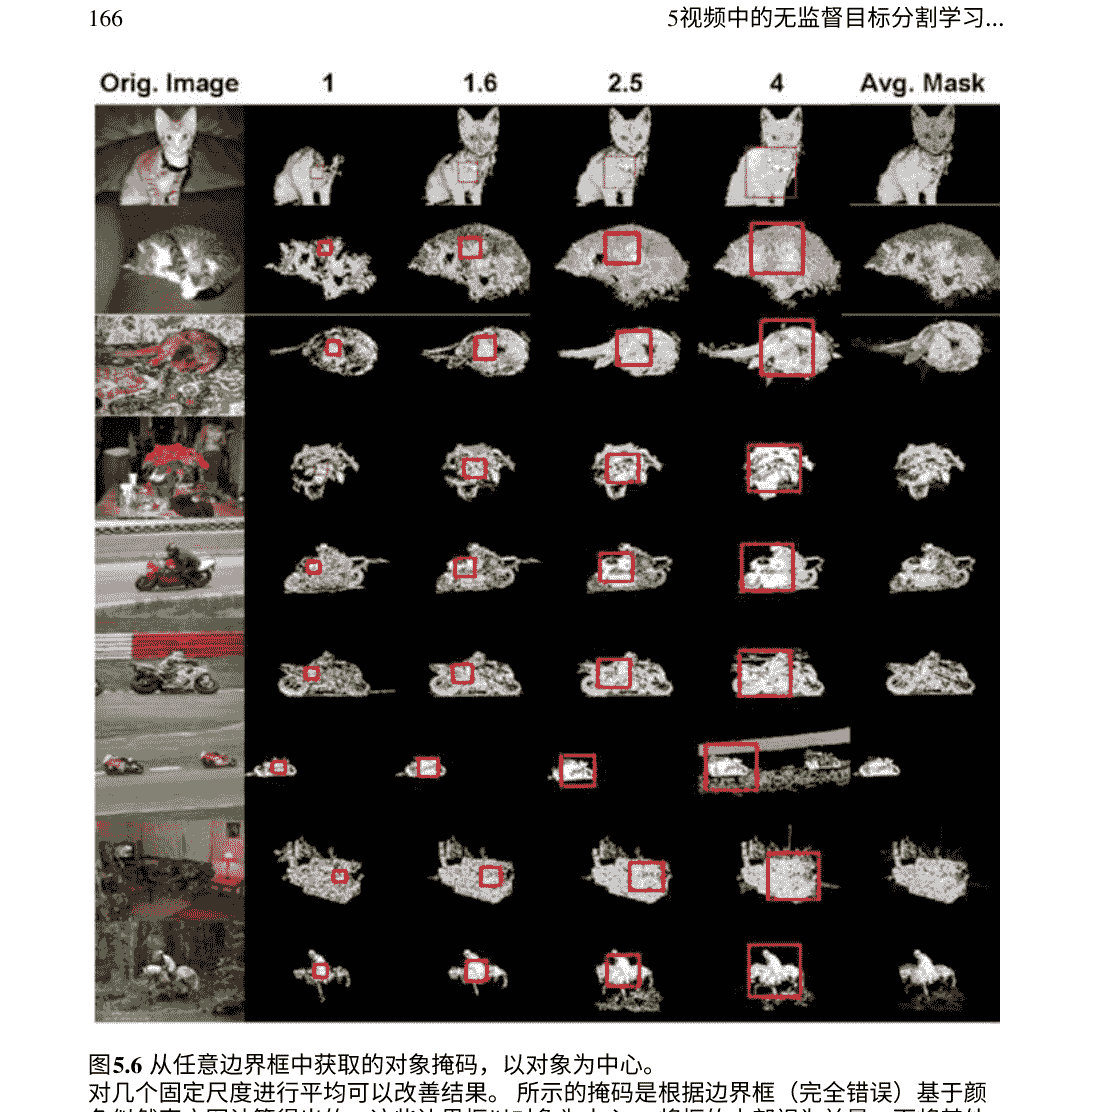 166
5视频中的无监督目标分割学习...
Orig. Image 1 1.6 2.5 4 Avg. Mask
图5.6 从任意边界框中获取的对象掩码，以对象为中心。
对几个固定尺度进行平均可以改善结果。 所示的掩码是根据边界框（完全错误）基于颜